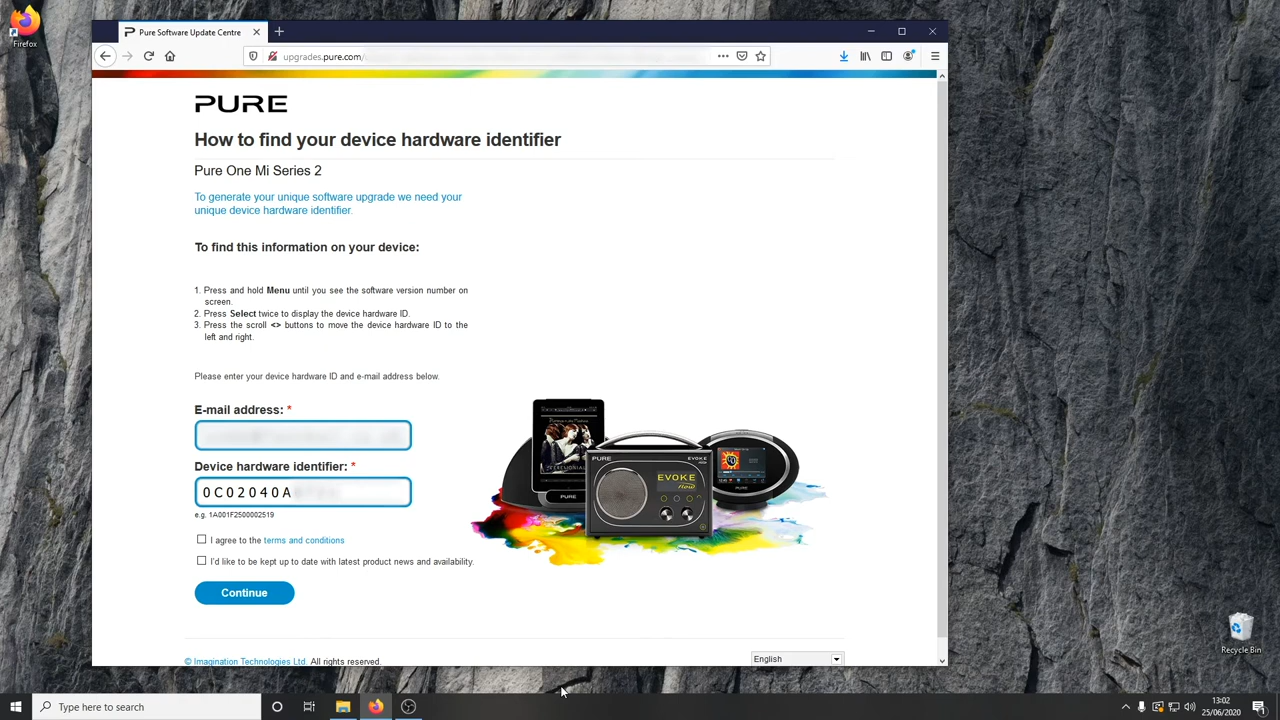 Firefox
Pure Software Update Centre
upgrades.pure.com/
PURE
How to find your device hardware identifier
Pure One Mi Series 2
To generate your unique software upgrade we need your
unique device hardware identifier.
To find this information on your device:
1. Press and hold Menu until you see the software version number on
screen.
2. Press Select twice to display the device hardware ID.
3. Press the scroll <> buttons to move the device hardware ID to the
left and right.
Please enter your device hardware ID and e-mail address below.
E-mail address: *
Device hardware identifier: *
0C02040A
e.g. 1A001F2500002519
I agree to the terms and conditions
I'd like to be kept up to date with latest product news and availability.
Continue
PURE
EVOKE
EVOKE
flow
PURE
© Imagination Technologies Ltd. All rights reserved.
English
Recycle Bin
Type here to search
13:02
25/06/2020